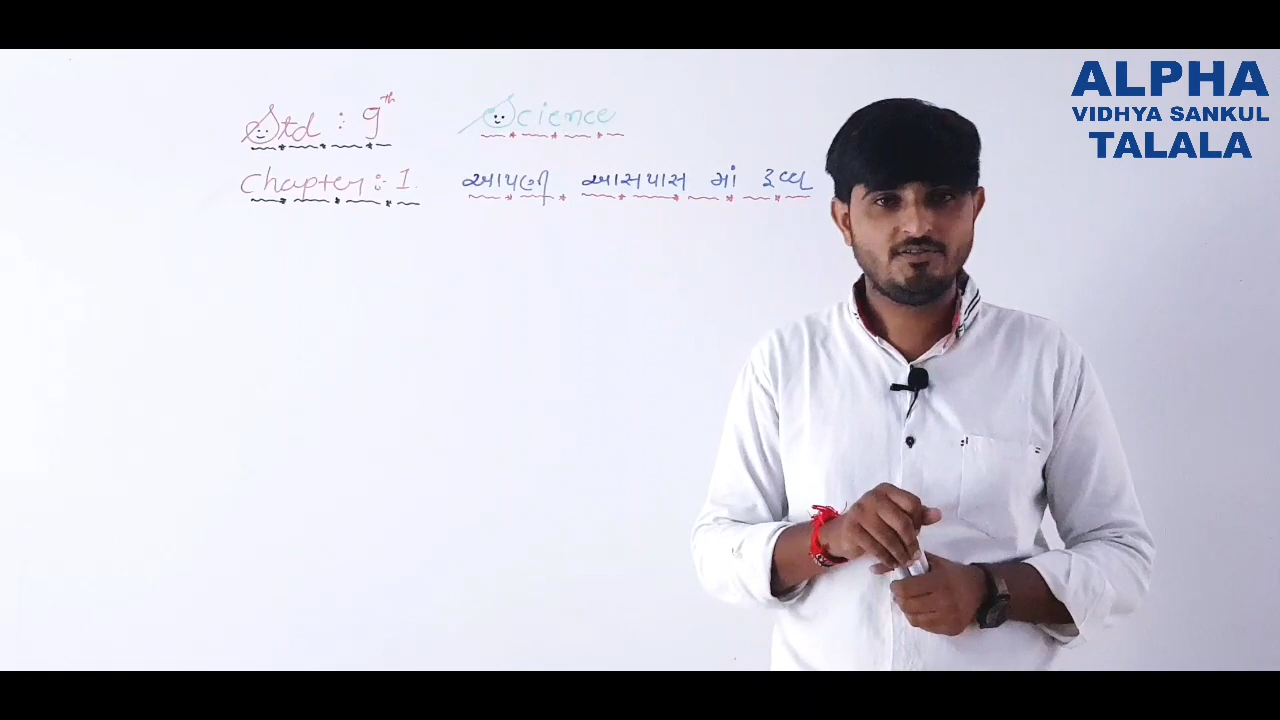 Std : 9th Science
Chapter : 1. આપણી આસપાસ માં દ્રવ્ય
ALPHA
VIDHYA SANKUL
TALALA